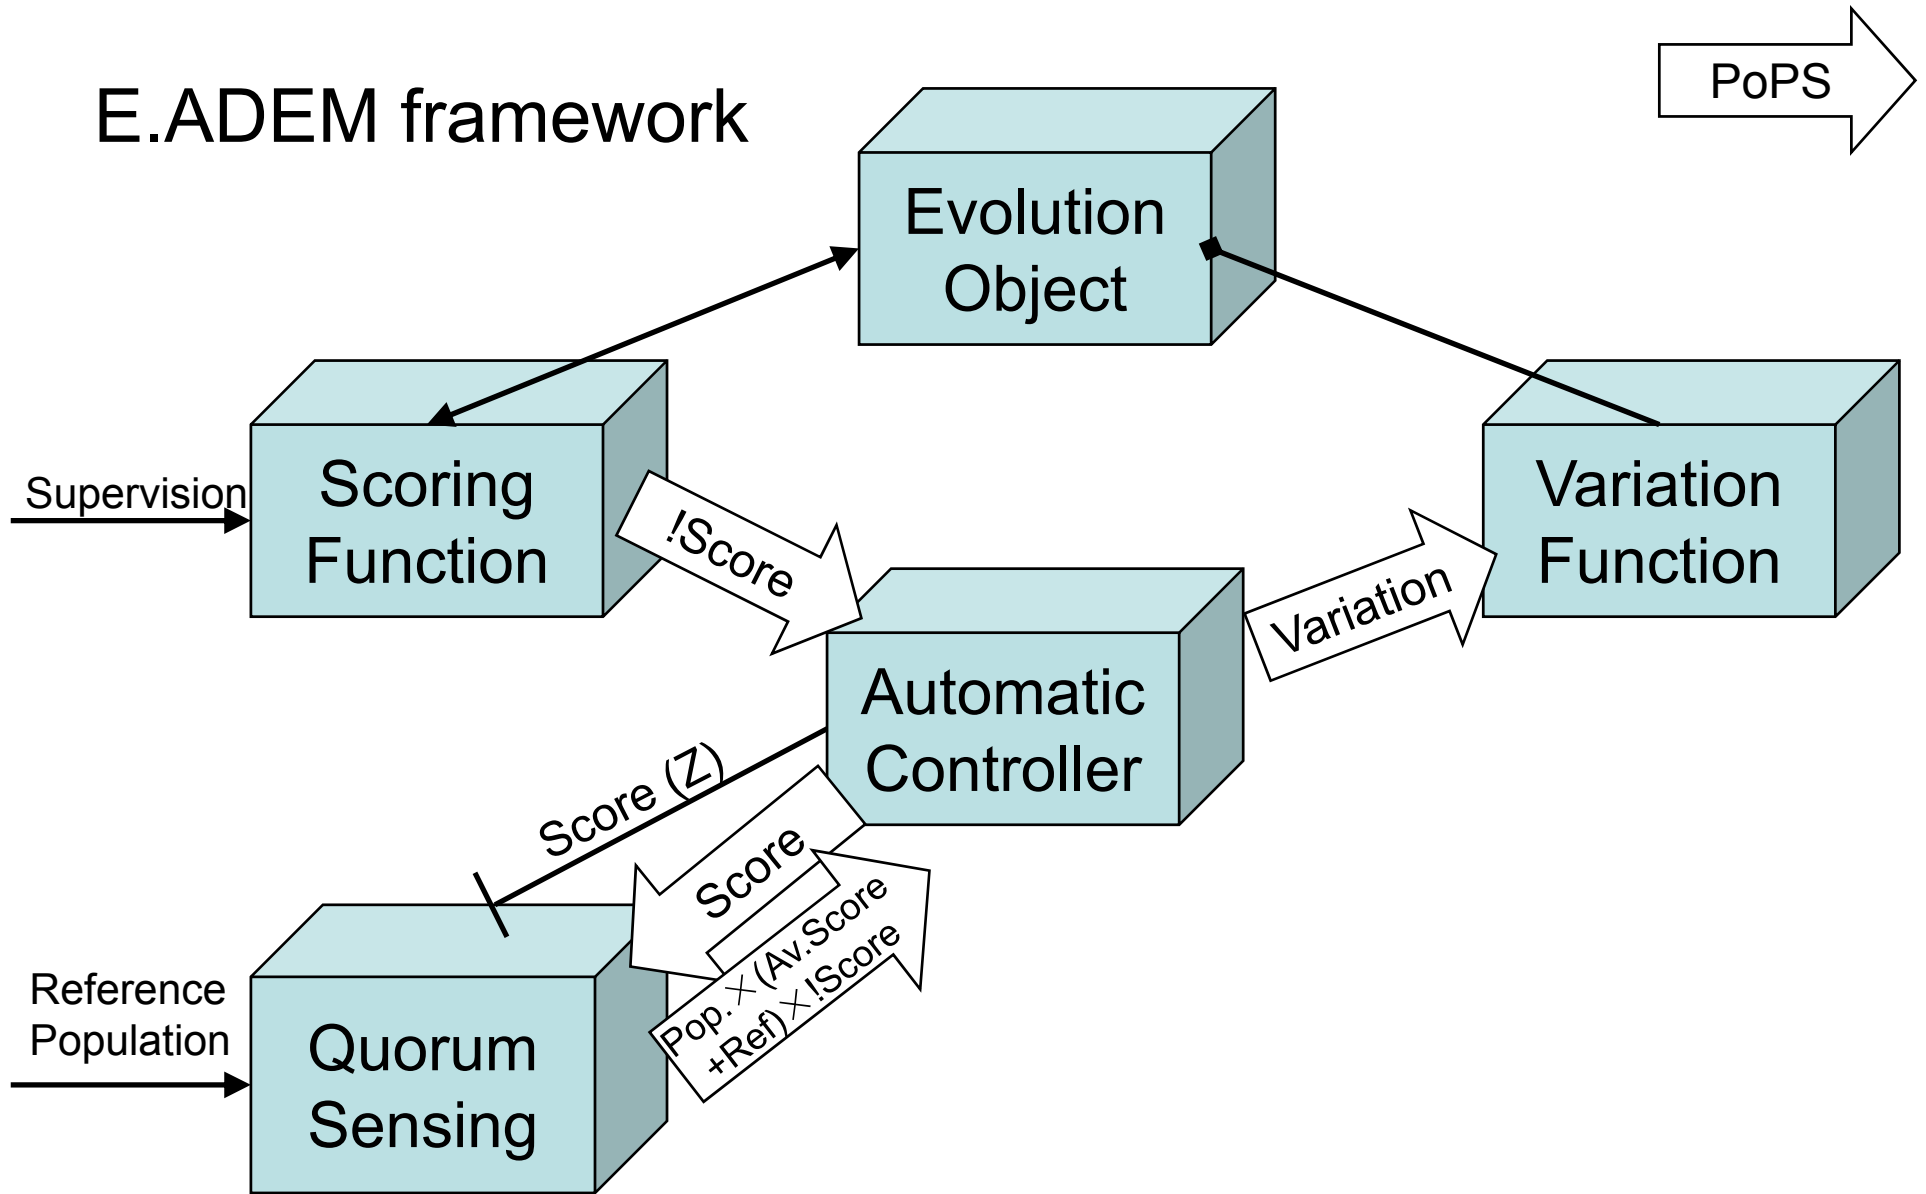 E.ADEM framework
PoPS
Evolution
Object
Supervision
Scoring
Function
!Score
Variation
Variation
Function
Automatic
Controller
Score (Z)
Score
Pop.×(Av.Score
+Ref)×!Score
Reference
Population
Quorum
Sensing